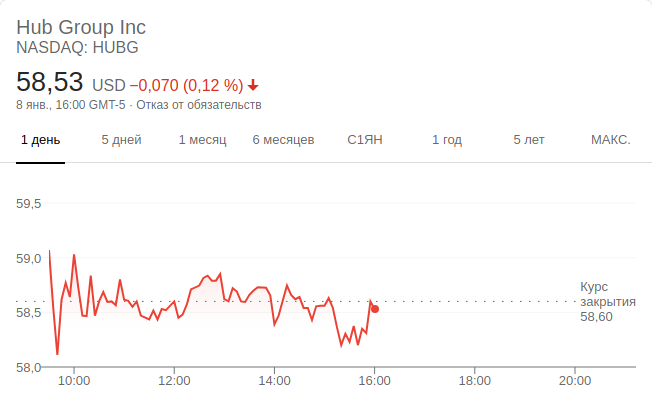 Hub Group Inc
NASDAQ: HUBG
58,53 USD −0,070 (0,12 %)
8 янв., 16:00 GMT-5 · Отказ от обязательств
1 день 5 дней 1 месяц 6 месяцев С1ЯН 1 год 5 лет МАКС.
59,5
59,0
Курс
закрытия
58,60
58,5
58,0
10:00 12:00 14:00 16:00 18:00 20:00